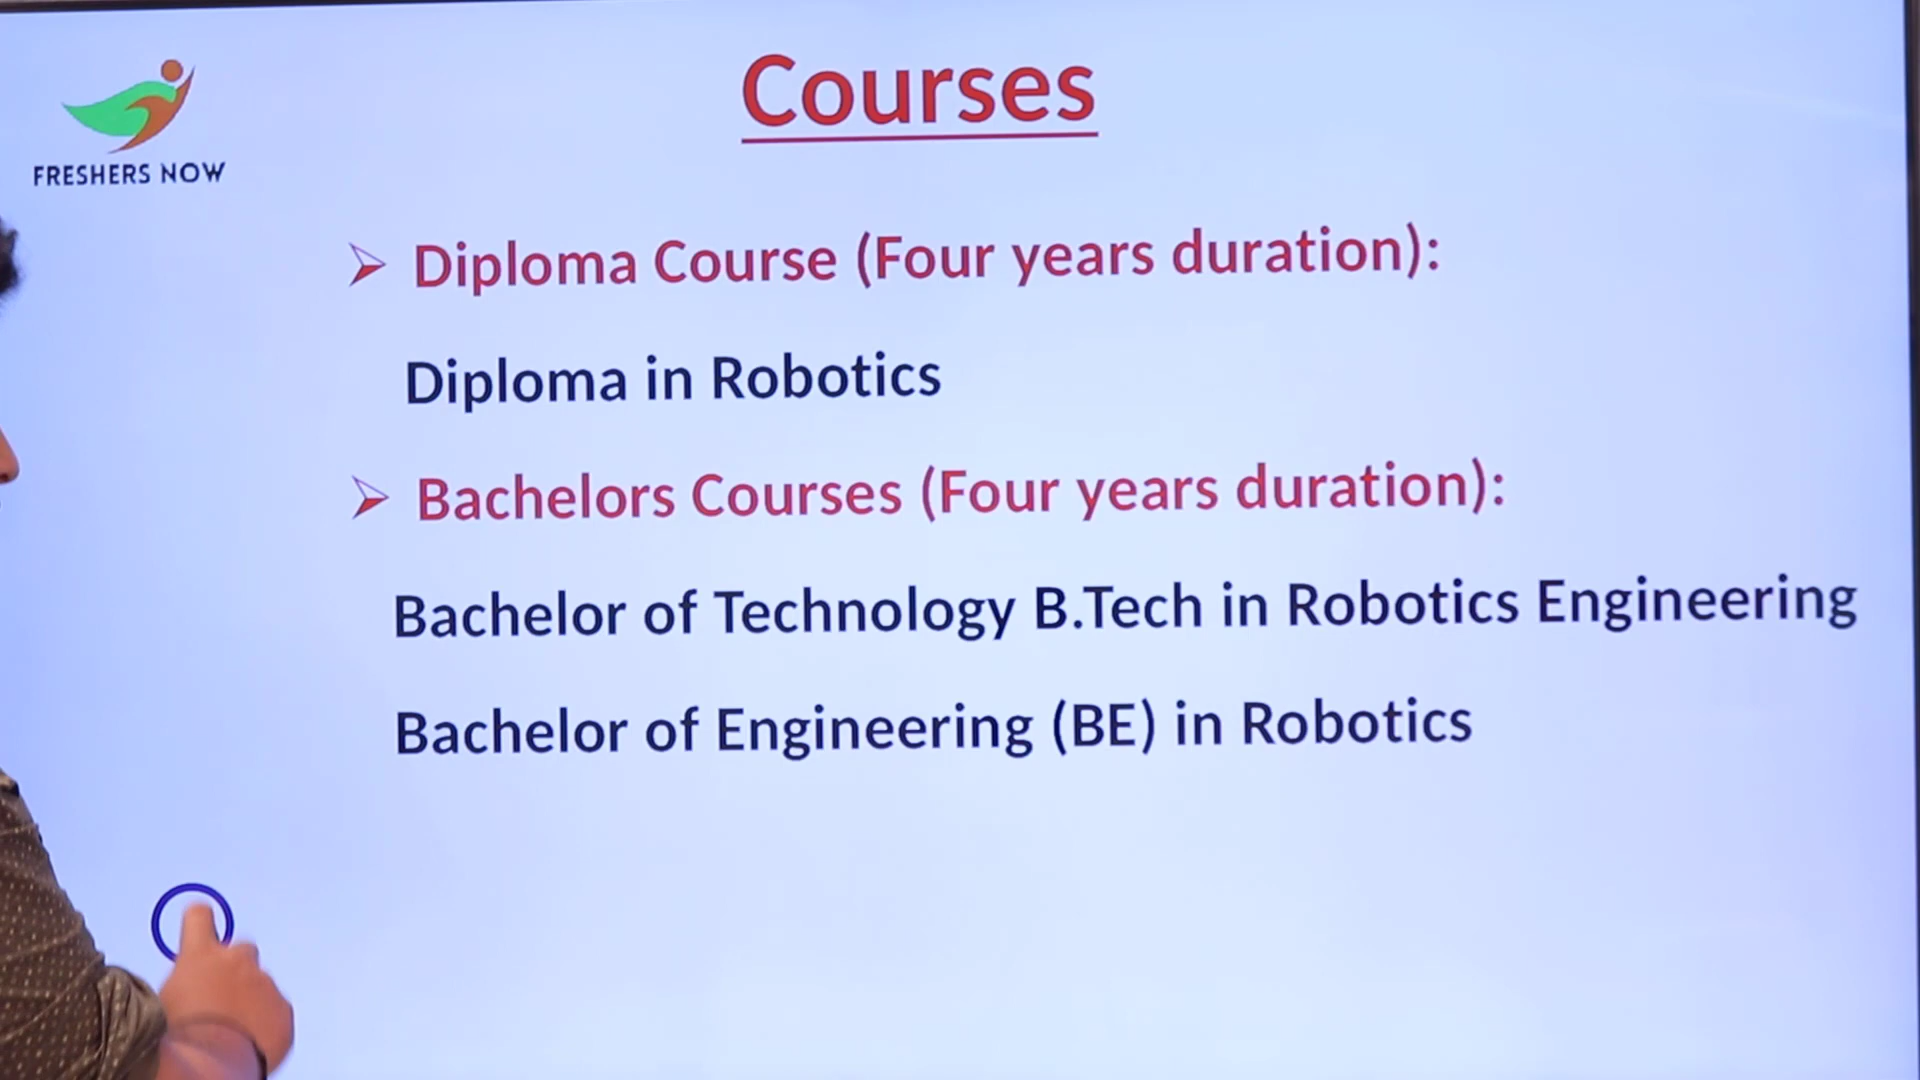 FRESHERS NOW
Courses
Diploma Course (Four years duration):
Diploma in Robotics
Bachelors Courses (Four years duration):
Bachelor of Technology B.Tech in Robotics Engineering
Bachelor of Engineering (BE) in Robotics